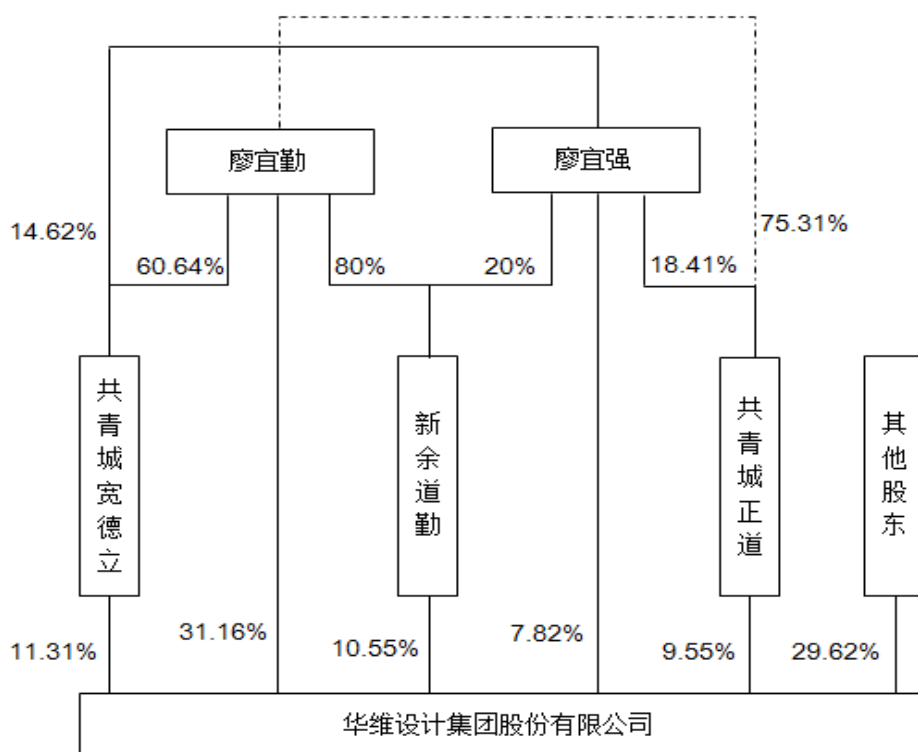 廖宜勤
廖宜强
14.62%
75.31%
60.64%
80%
20%
18.41%
共青城宽德立
新余道勤
共青城正道
其他股东
11.31%
31.16%
10.55%
7.82%
9.55%
29.62%
华维设计集团股份有限公司